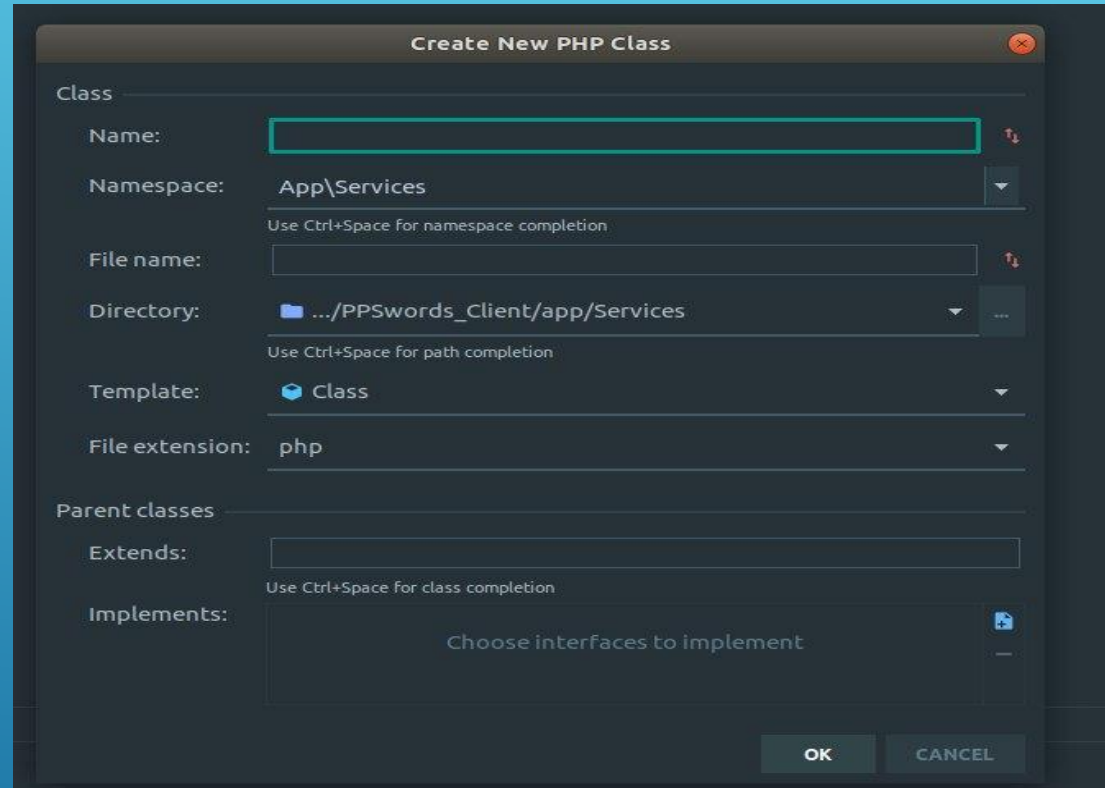 Create New PHP Class
Class
Name:
Namespace: App\Services
Use Ctrl+Space for namespace completion
File name:
Directory: .../PPSwords_Client/app/Services ...
Use Ctrl+Space for path completion
Template: Class
File extension: php
Parent classes
Extends:
Use Ctrl+Space for class completion
Implements:
Choose interfaces to implement
OK CANCEL